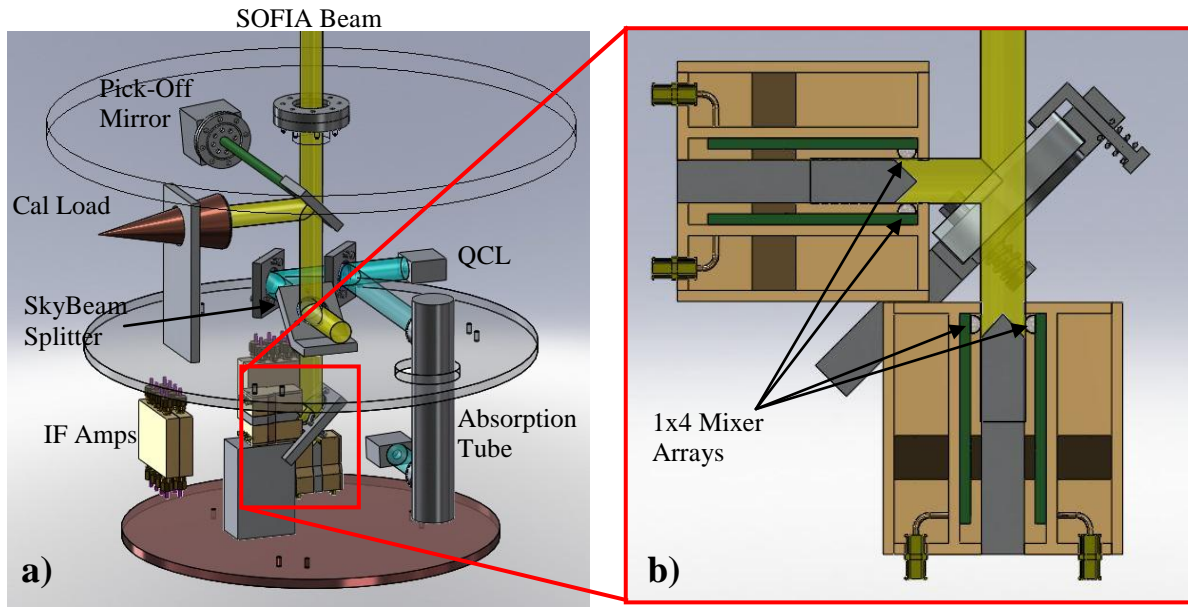 SOFIA Beam
Pick-Off
Mirror
Cal Load
QCL
SkyBeam
Splitter
IF Amps
Absorption
Tube
a)
1x4 Mixer
Arrays
b)